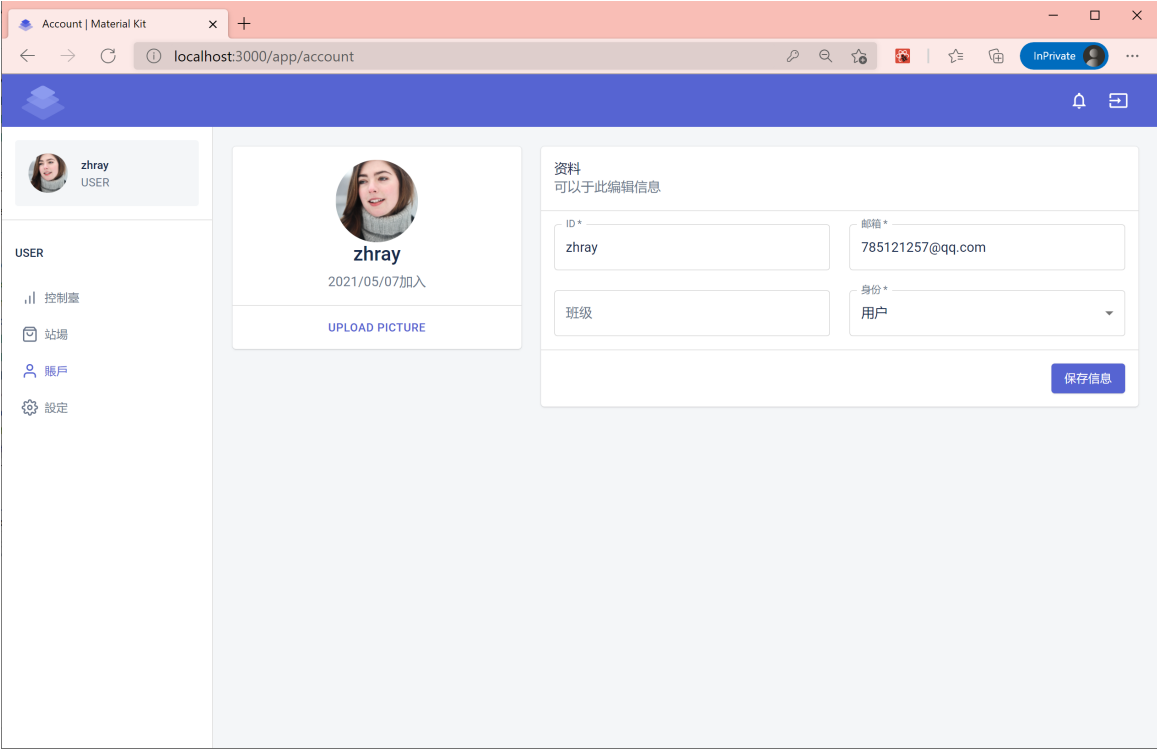 Account | Material Kit
localhost:3000/app/account
InPrivate
zhray
USER
USER
控制臺
站場
賬戶
設定
zhray
2021/05/07加入
UPLOAD PICTURE
资料
可以于此编辑信息
ID *
zhray
邮箱 *
785121257@qq.com
班级
身份 *
用户
保存信息